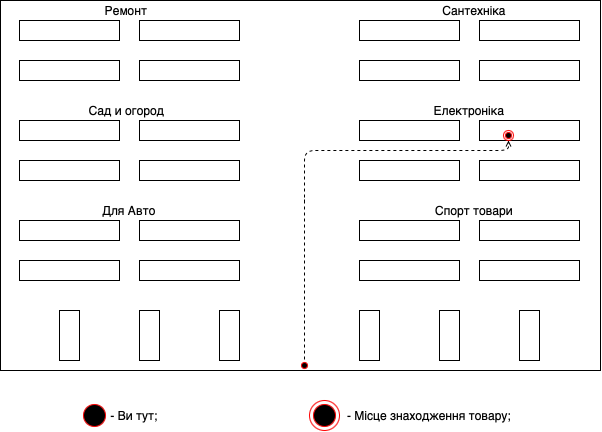 Ремонт
Сантехніка
Сад и огород
Електроніка
Для Авто
Спорт товари
- Ви тут;
- Місце знаходження товару;